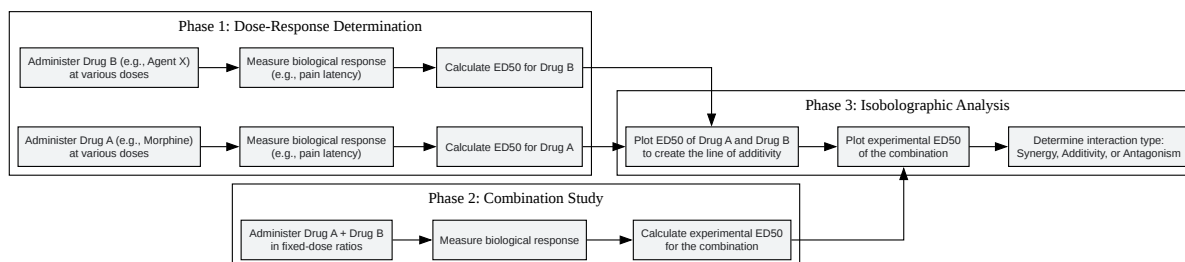 Phase 1: Dose-Response Determination
Administer Drug B (e.g., Agent X)
at various doses
Measure biological response
(e.g., pain latency)
Calculate ED50 for Drug B
Administer Drug A (e.g., Morphine)
at various doses
Measure biological response
(e.g., pain latency)
Calculate ED50 for Drug A
Phase 3: Isobolographic Analysis
Plot ED50 of Drug A and Drug B
to create the line of additivity
Plot experimental ED50
of the combination
Determine interaction type:
Synergy, Additivity, or Antagonism
Phase 2: Combination Study
Administer Drug A + Drug B
in fixed-dose ratios
Measure biological response
Calculate experimental ED50
for the combination